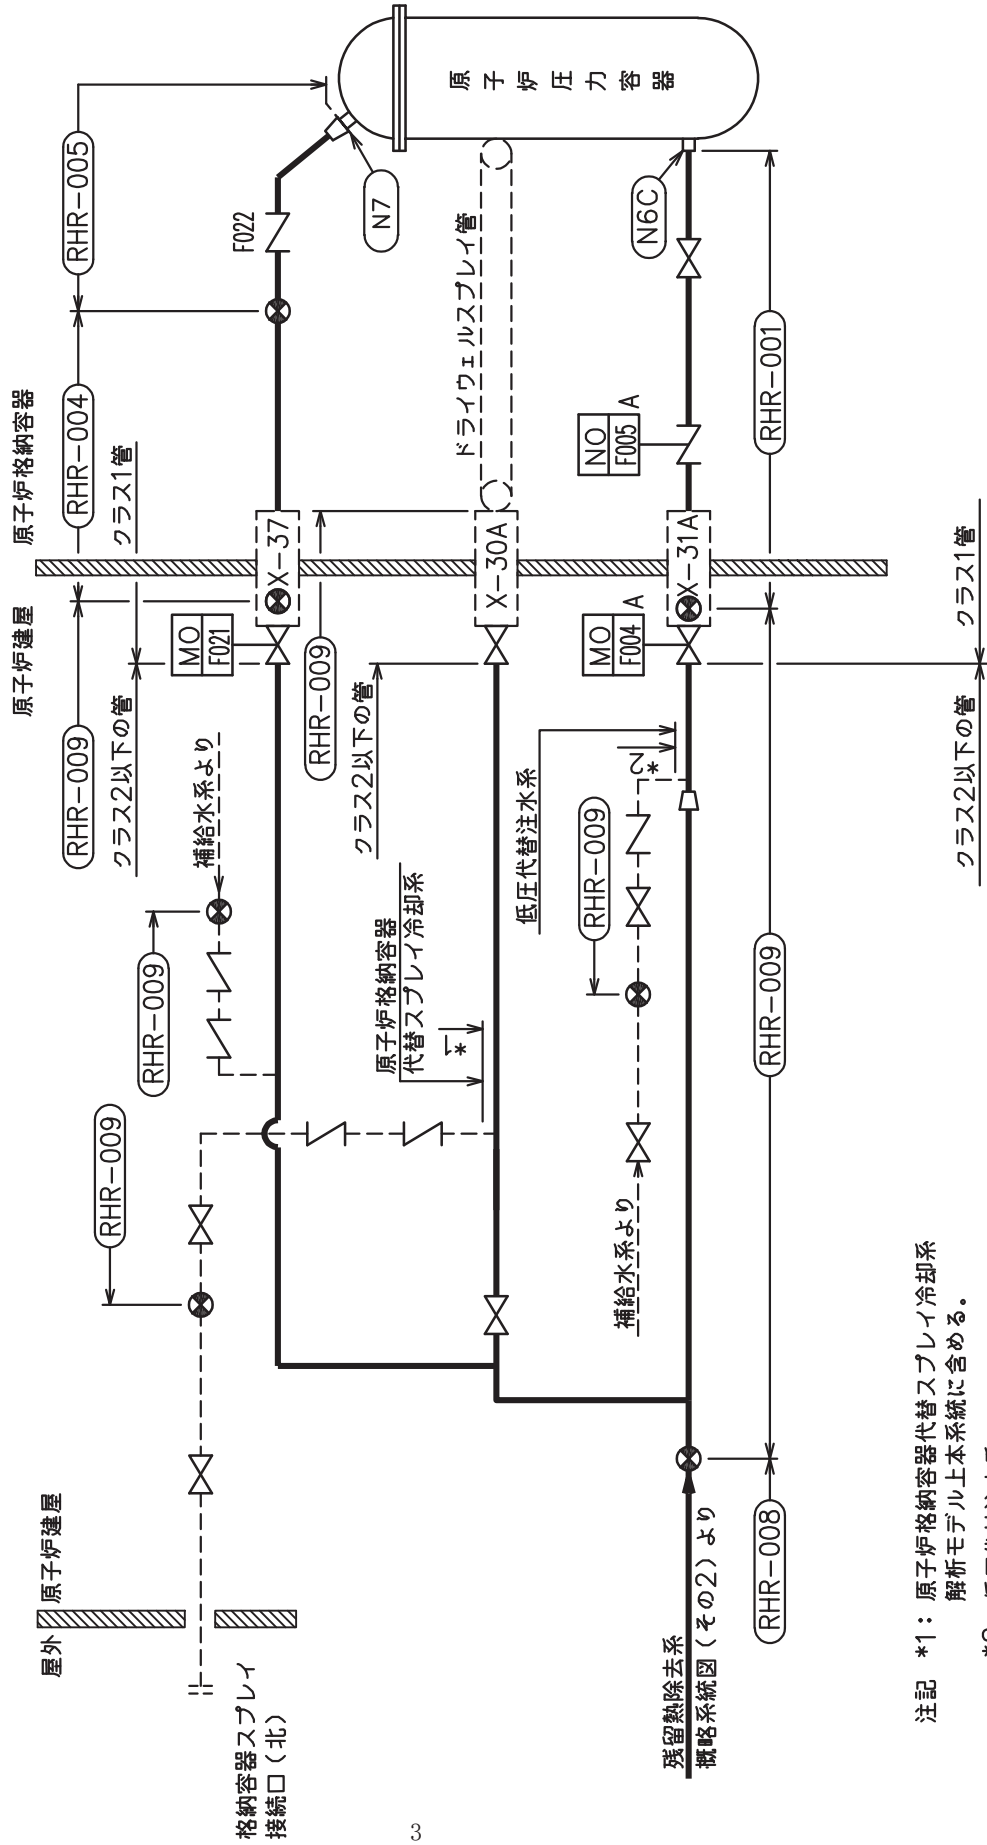 原子炉圧力容器
RHR-005
N7
F022
N6C
ドライウェルスプレイ管
原子炉格納容器
RHR-004
クラス1管
NO
F005
A
RHR-001
X-37
RHR-009
X-30A
X-31A
原子炉建屋
RHR-009
クラス2以下の管
MO
F021
MO
F004
A
クラス1管
クラス2以下の管
補給水系より
RHR-009
RHR-009
クラス2以下の管
原子炉格納容器
代替スプレイ冷却系
*1
低圧代替注水系
*2
RHR-009
補給水系より
RHR-009
屋外
原子炉建屋
格納容器スプレイ
接続口(北)
残留熱除去系
概略系統図(その2)より
RHR-008
注記 *1:原子炉格納容器代替スプレイ冷却系
解析モデル上本系統に含める。
3